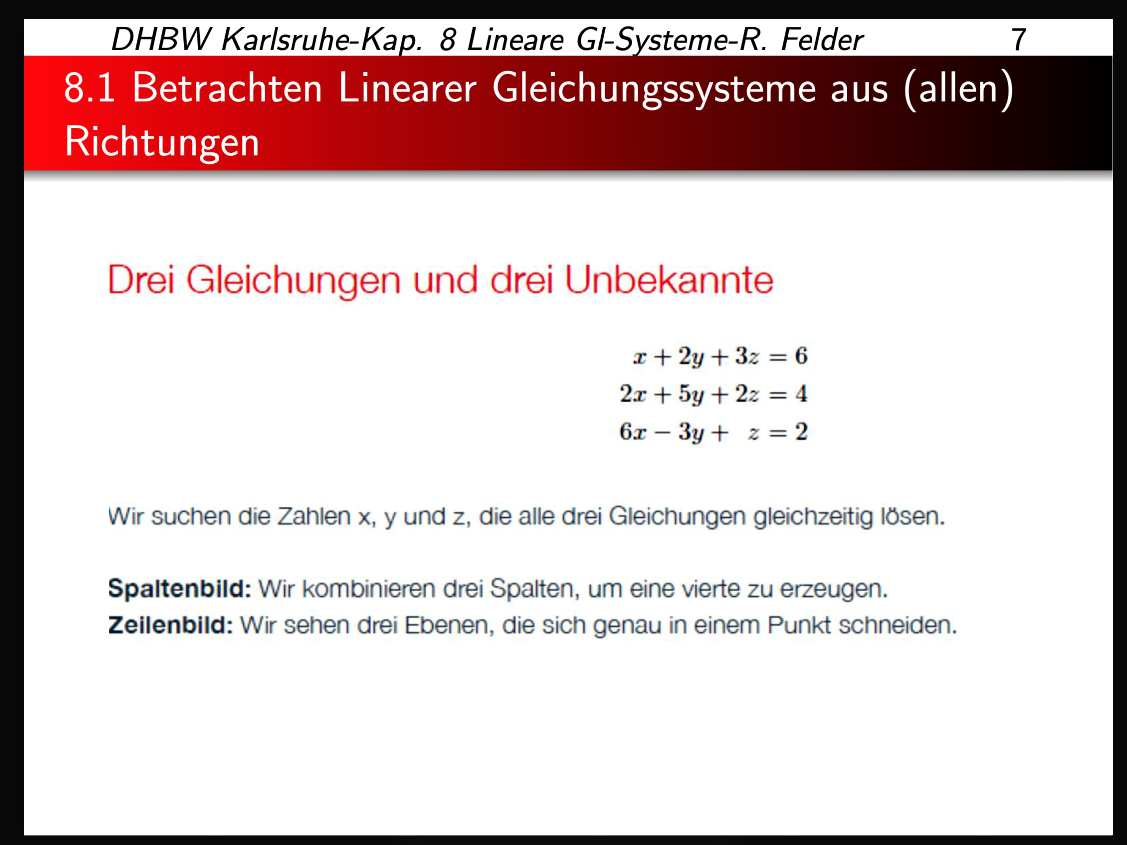 DHBW Karlsruhe-Kap. 8 Lineare Gl-Systeme-R. Felder 7
8.1 Betrachten Linearer Gleichungssysteme aus (allen)
Richtungen
Drei Gleichungen und drei Unbekannte
x + 2y + 3z = 6
2x + 5y + 2z = 4
6x − 3y + z = 2
Wir suchen die Zahlen x, y und z, die alle drei Gleichungen gleichzeitig lösen.
Spaltenbild: Wir kombinieren drei Spalten, um eine vierte zu erzeugen.
Zeilenbild: Wir sehen drei Ebenen, die sich genau in einem Punkt schneiden.